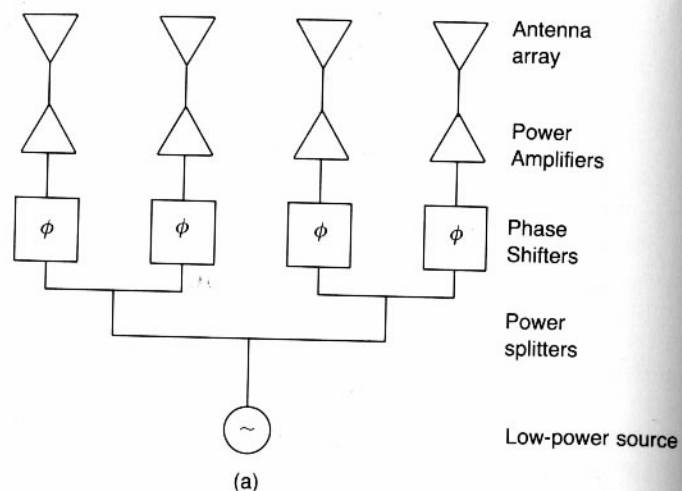 Antenna
array
Power
Amplifiers
ϕ ϕ ϕ ϕ
Phase
Shifters
Power
splitters
~
Low-power source
(a)